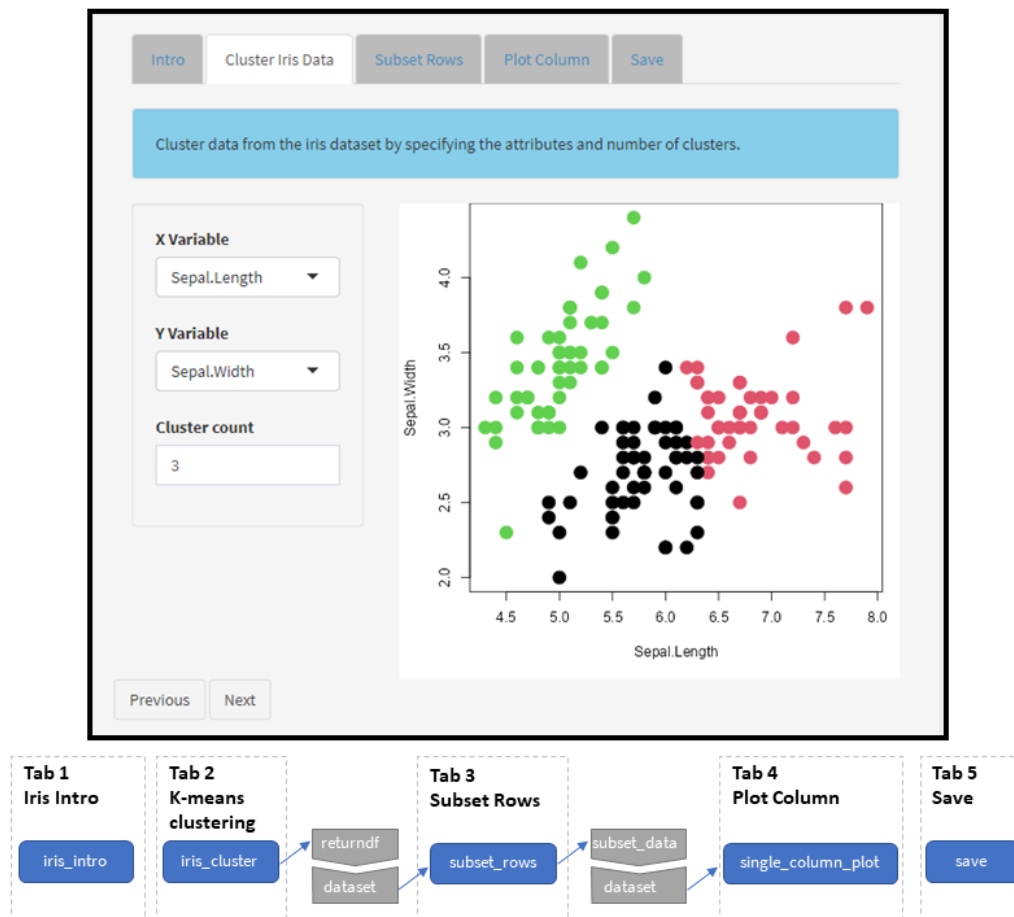 Intro
Cluster Iris Data
Subset Rows
Plot Column
Save
Cluster data from the iris dataset by specifying the attributes and number of clusters.
X Variable
Sepal.Length
Y Variable
Sepal.Width
Cluster count
3
Sepal.Width
4.0
3.5
3.0
2.5
2.0
4.5 5.0 5.5 6.0 6.5 7.0 7.5 8.0
Sepal.Length
Previous
Next
Tab 1
Iris Intro
iris_intro
Tab 2
K-means
clustering
iris_cluster
returndf
dataset
Tab 3
Subset Rows
subset_rows
subset_data
dataset
Tab 4
Plot Column
single_column_plot
Tab 5
Save
save